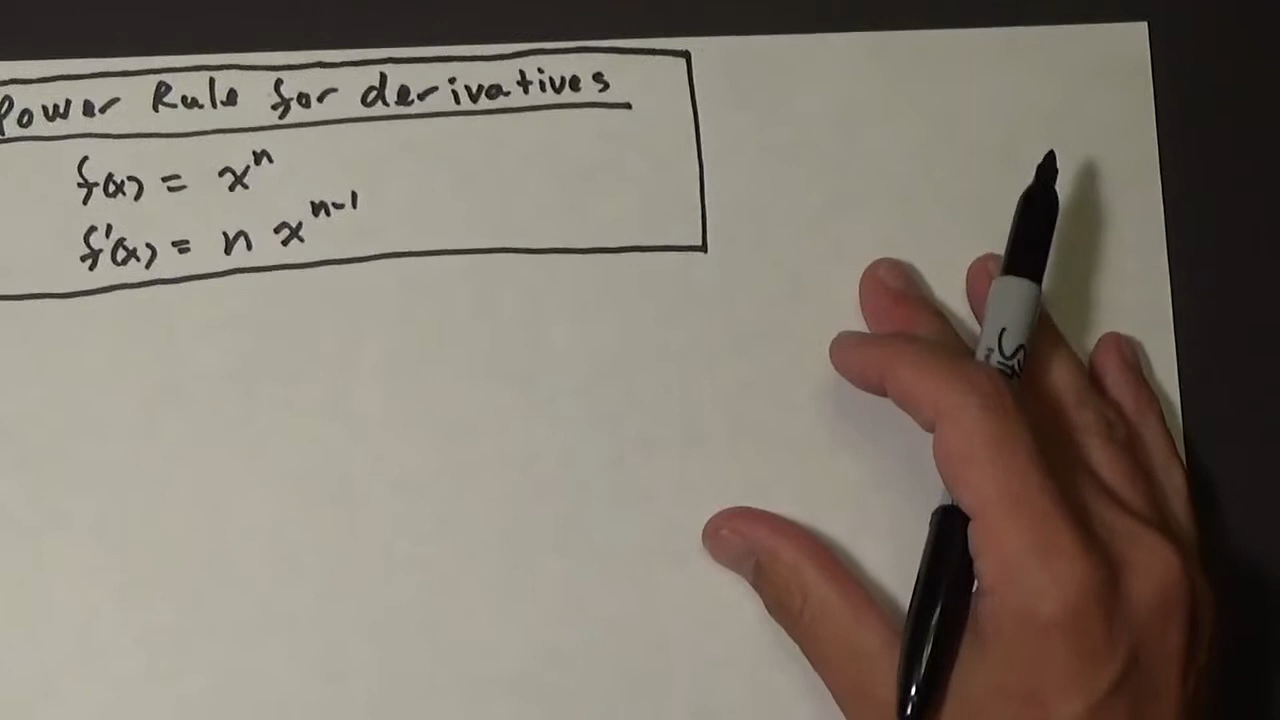 Power Rule for derivatives
f(x) = x^n
f'(x) = n x^{n-1}